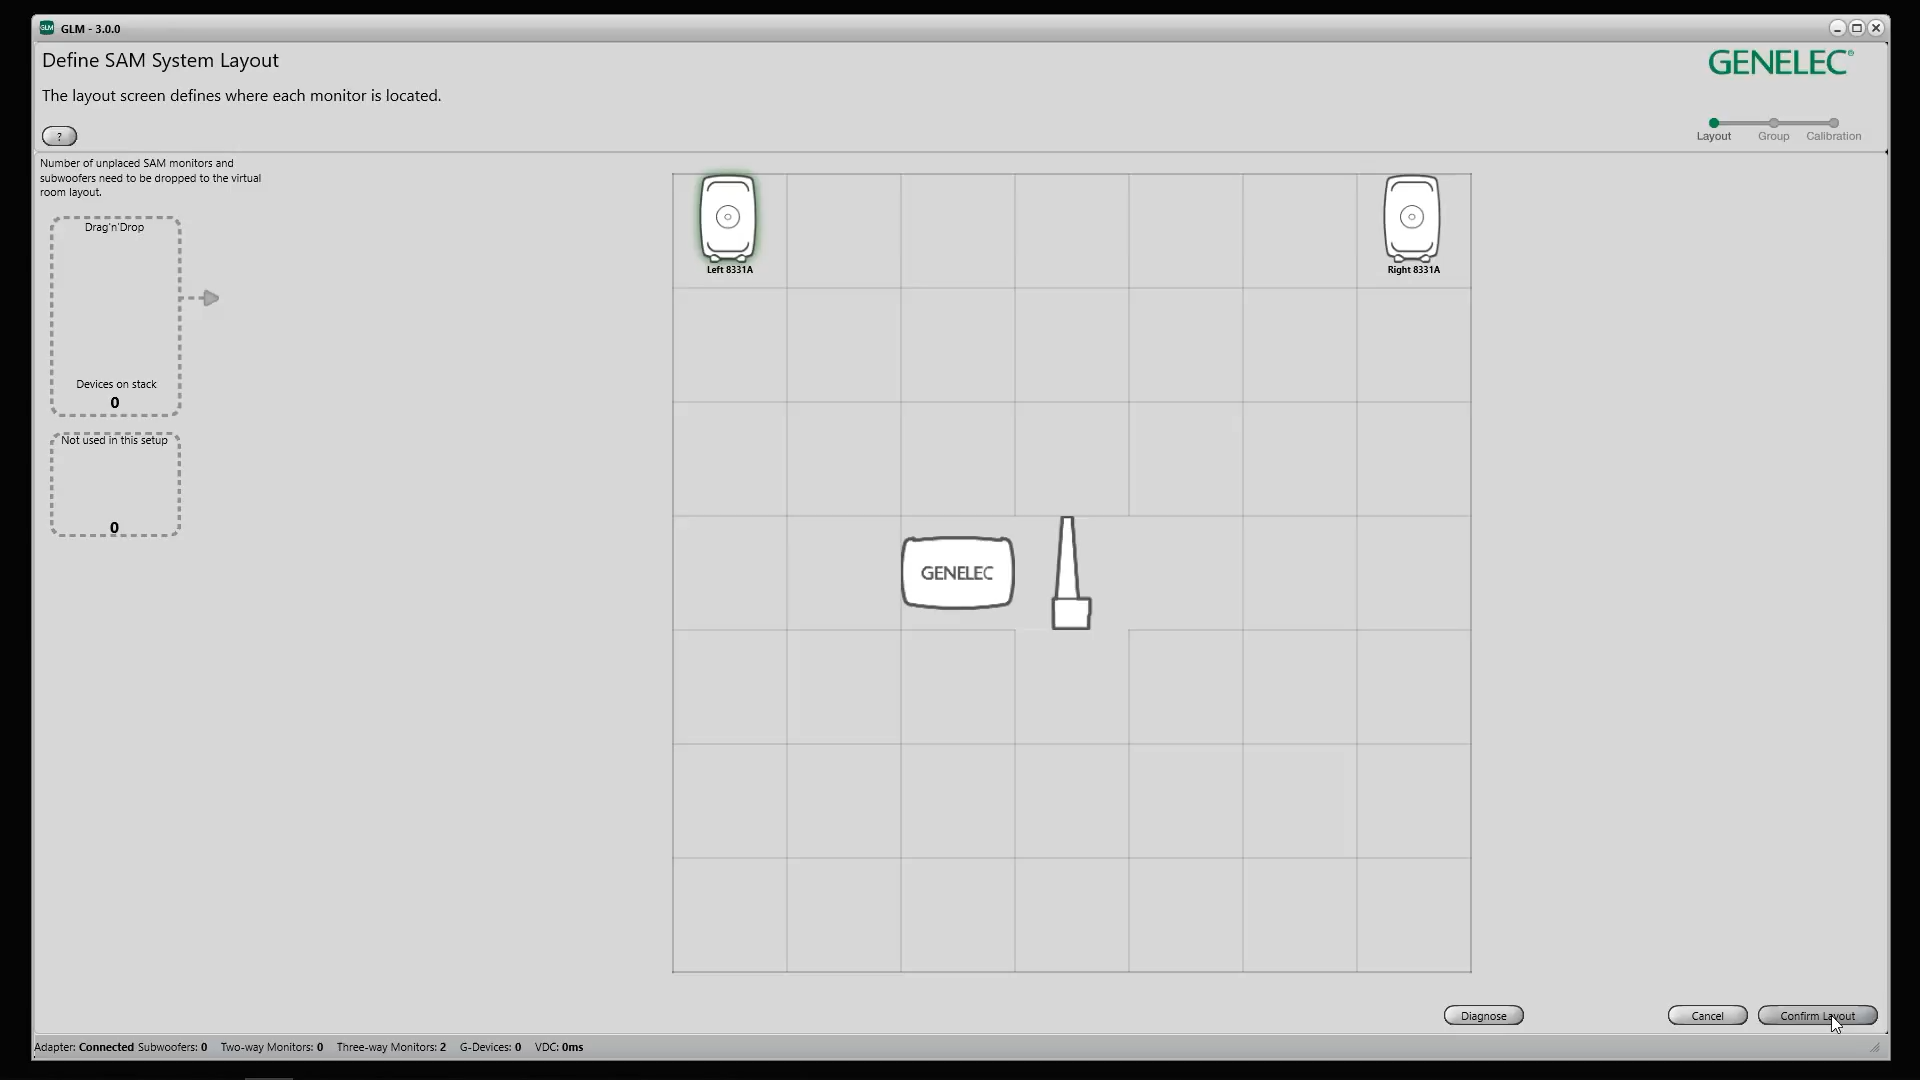 GLM - 3.0.0
Define SAM System Layout
GENELEC®
The layout screen defines where each monitor is located.
?
Layout Group Calibration
Number of unplaced SAM monitors and
subwoofers need to be dropped to the virtual
room layout.
Drag'n'Drop
Devices on stack
0
Not used in this setup
0
Left 8331A
Right 8331A
GENELEC
Diagnose
Cancel
Confirm Layout
Adapter: Connected Subwoofers: 0 Two-way Monitors: 0 Three-way Monitors: 2 G-Devices: 0 VDC: 0ms